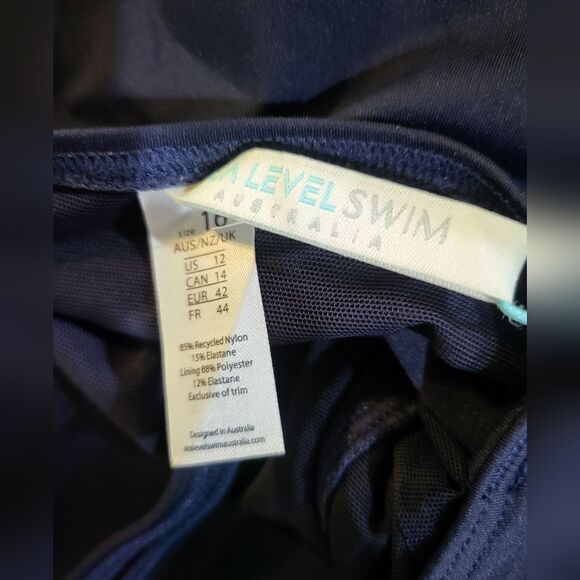 LEVEL SWIM
AUSTRALIA
size 16
AUS/NZ/UK
US 12
CAN 14
EUR 42
FR 44
85% Recycled Nylon
15% Elastane
Lining 88% Polyester
12% Elastane
Exclusive of trim
Designed in Australia
sealevelswimaustralia.com